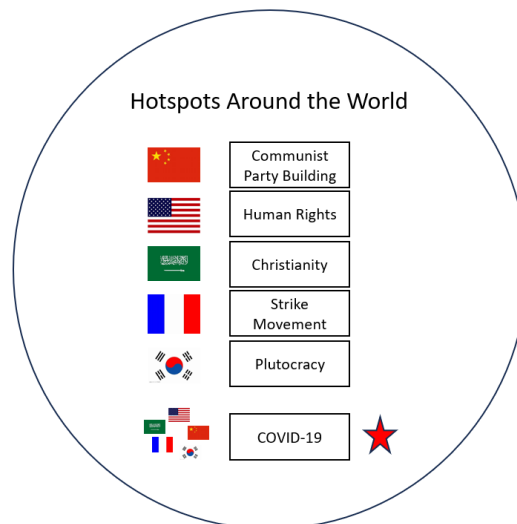 Hotspots Around the World
Communist
Party Building
Human Rights
Christianity
Strike
Movement
Plutocracy
COVID-19